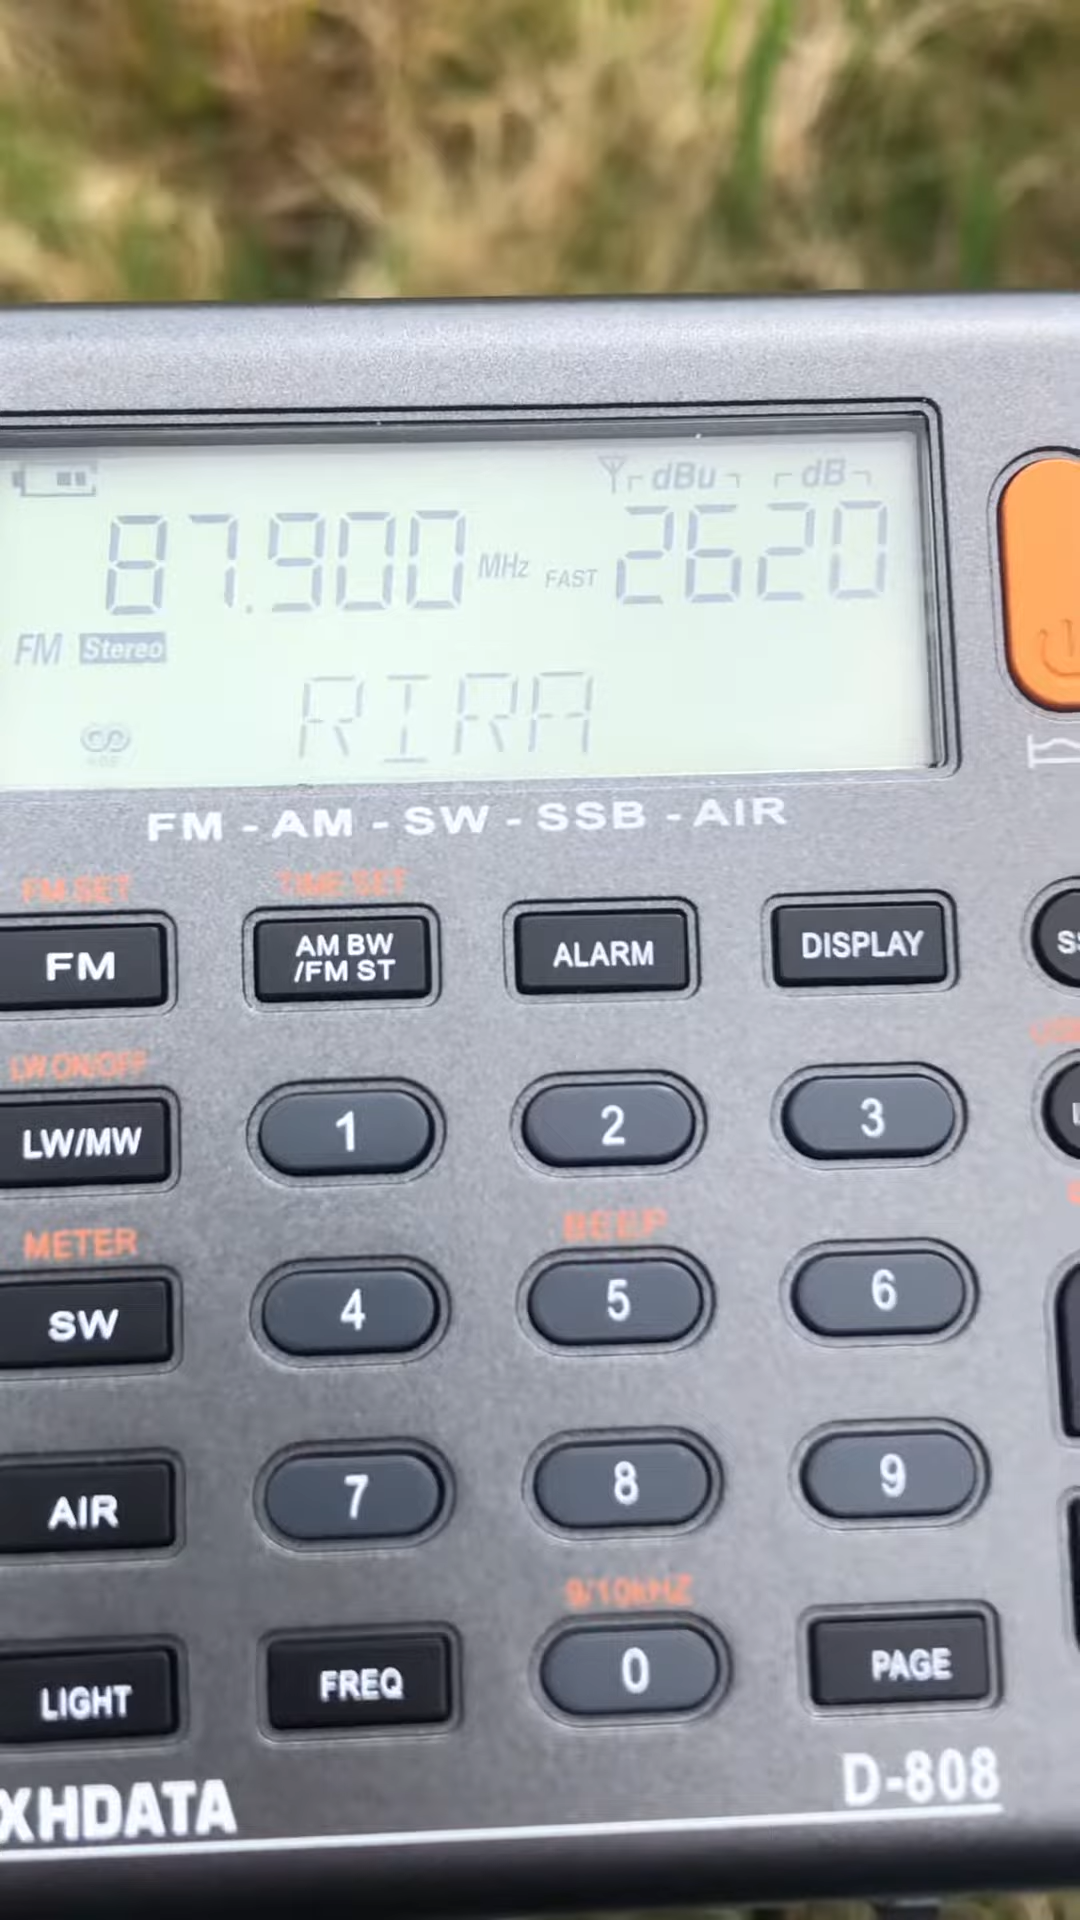 dBu dB
87.900 MHz FAST 2620
FM Stereo
RIRA
FM - AM - SW - SSB - AIR
FM SET TIME SET
FM AM BW /FM ST ALARM DISPLAY
LW ON/OFF
LW/MW 1 2 3
METER BEEP
SW 4 5 6
AIR 7 8 9
9/10kHZ
LIGHT FREQ 0 PAGE
XHDATA D-808